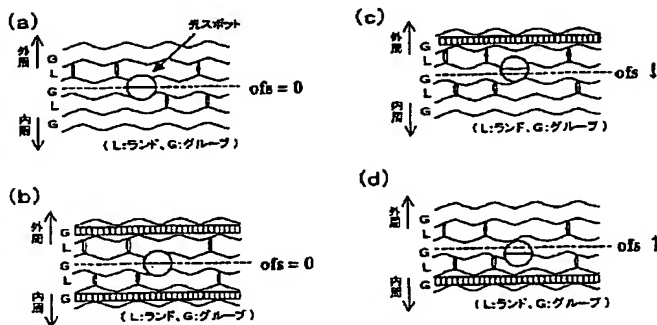 (a)
光スポット
外周
G
L
G
L
G
内周
ofs = 0
(L:ランド、G:グルーブ)
(b)
外周
G
L
G
L
G
内周
ofs = 0
(L:ランド、G:グルーブ)
(c)
外周
G
L
G
L
G
内周
ofs ↓
(L:ランド、G:グルーブ)
(d)
外周
G
L
G
L
G
内周
ofs ↑
(L:ランド、G:グルーブ)